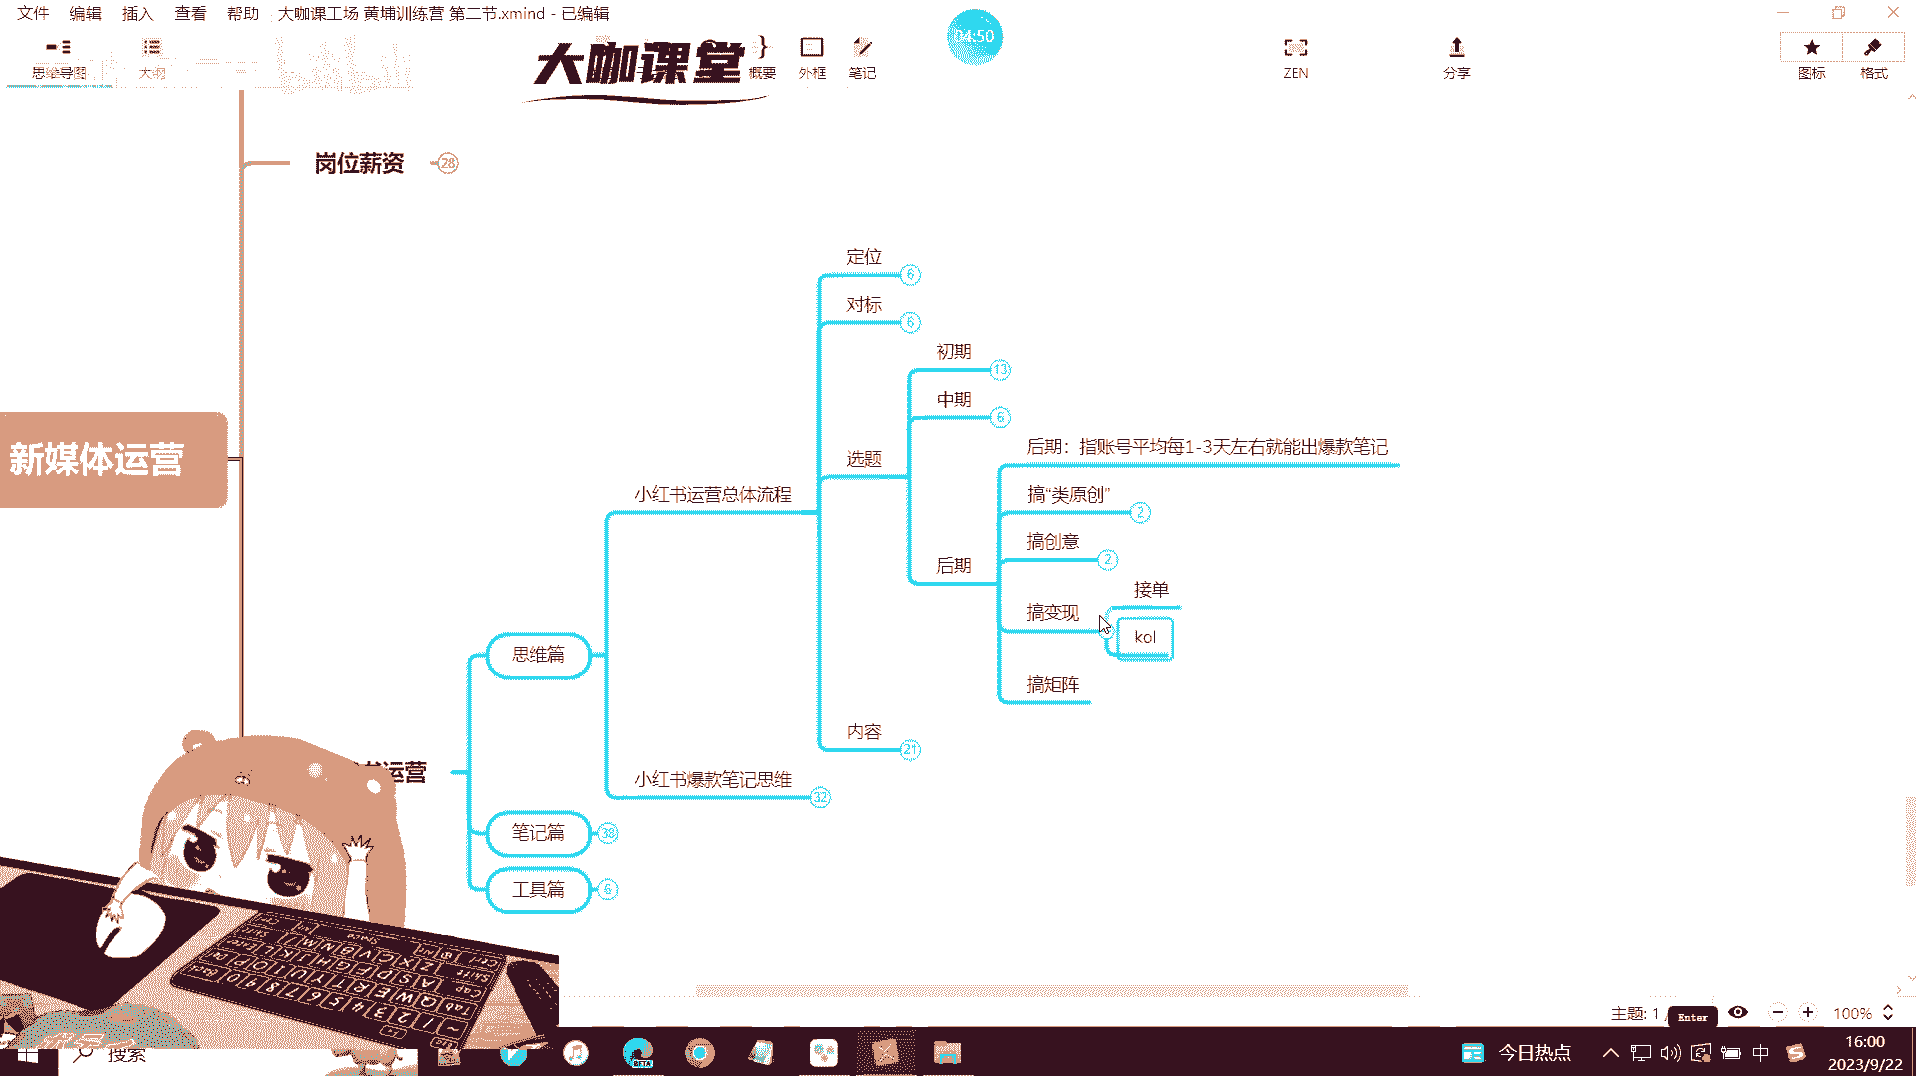 文件 编辑 插入 查看 帮助 大咖课工场 黄埔训练营 第二节.xmind - 已编辑
思维导图 大纲 大咖课堂 概要 外框 笔记 04:50 ZEN 分享 图标 格式
岗位薪资 28
定位 6
对标 6
初期 13
中期 6
后期：指账号平均每1-3天左右就能出爆款笔记
新媒体运营
选题
小红书运营总体流程
搞“类原创” 2
搞创意 2
后期
接单
搞变现
kol
思维篇
搞矩阵
内容 21
运营
小红书爆款笔记思维 32
笔记篇 38
工具篇 6
主题: 1 / Enter 100%
搜索 BETA 今日热点 中 16:00
2023/9/22